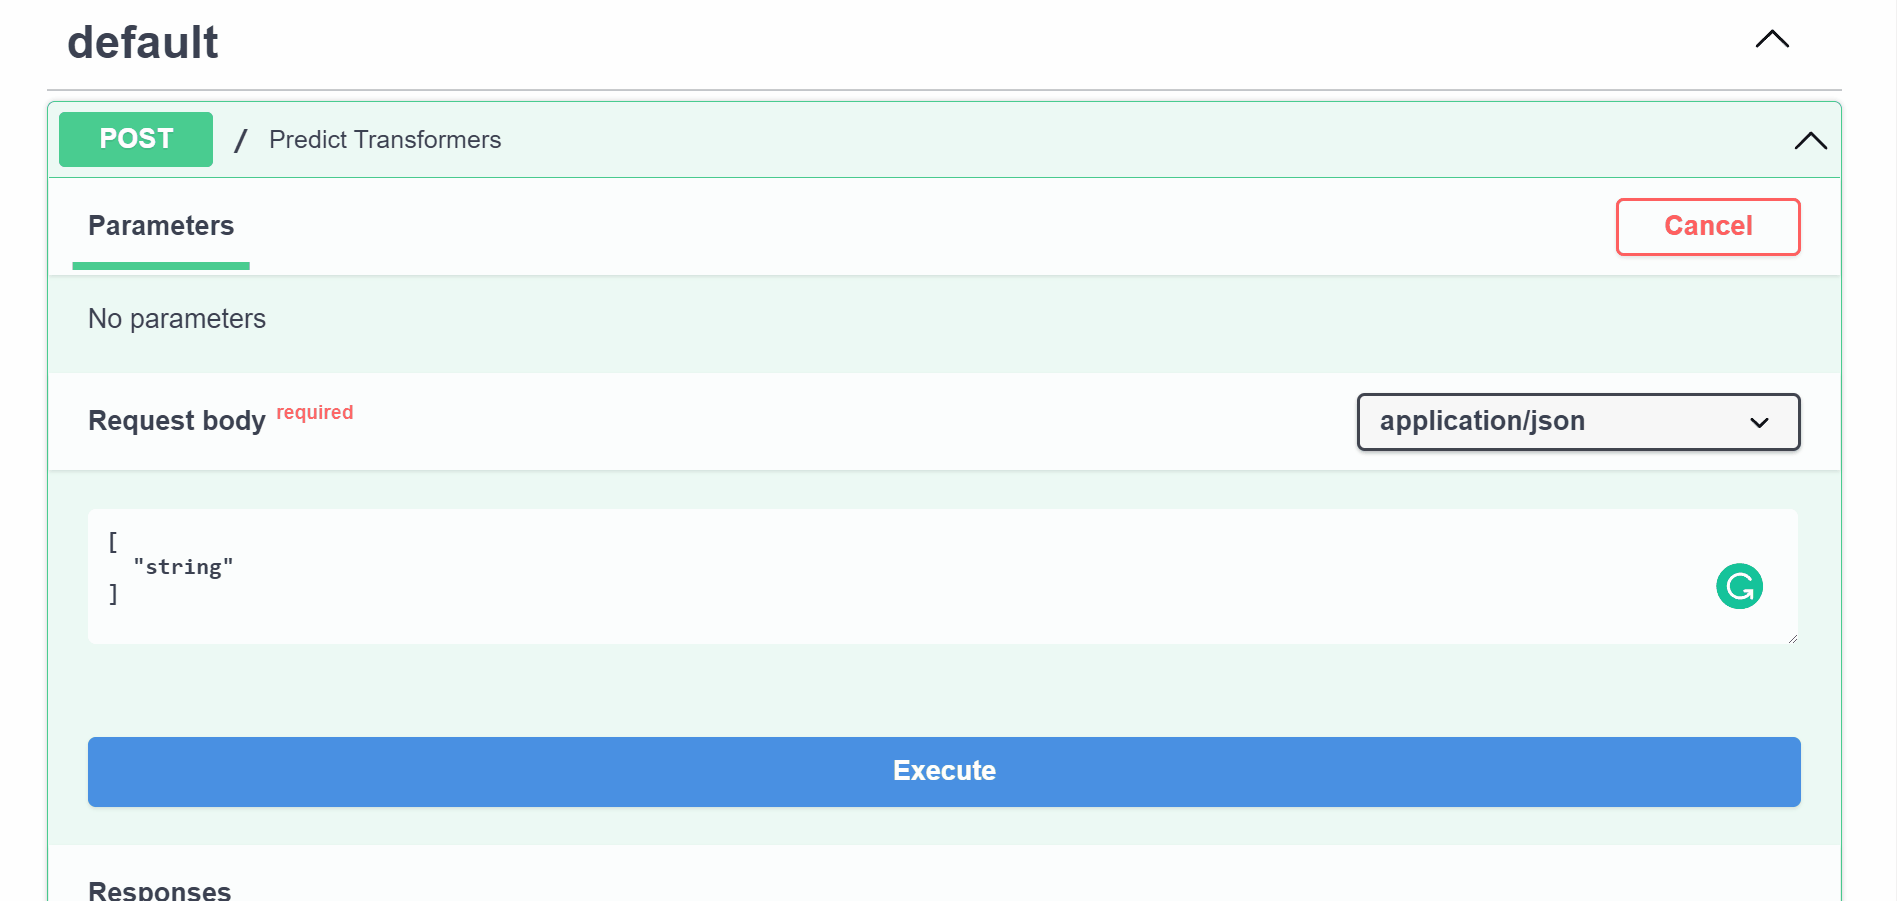 default
POST / Predict Transformers
Parameters
Cancel
No parameters
Request body required
application/json
[
"string"
]
Execute
Responses